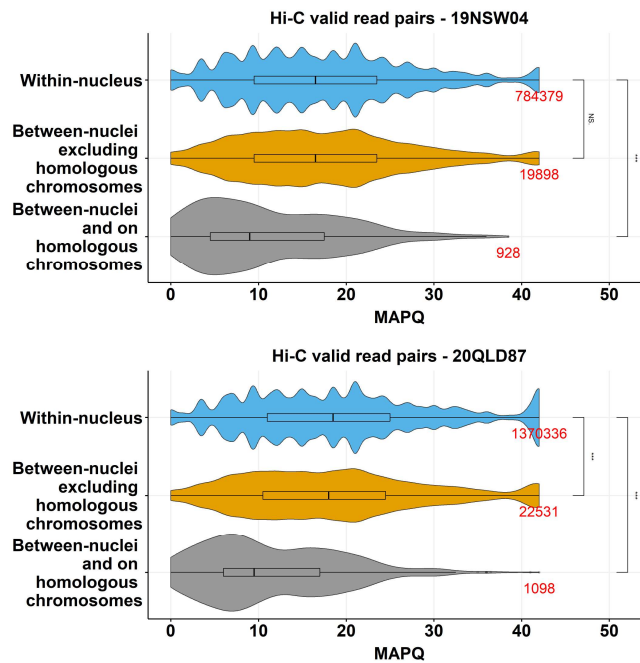 Hi-C valid read pairs - 19NSW04
Within-nucleus
784379
NS
Between-nuclei
excluding
homologous
chromosomes
19898
***
Between-nuclei
and on
homologous
chromosomes
928
0 10 20 30 40 50
MAPQ
Hi-C valid read pairs - 20QLD87
Within-nucleus
1370336
***
Between-nuclei
excluding
homologous
chromosomes
22531
***
Between-nuclei
and on
homologous
chromosomes
1098
0 10 20 30 40 50
MAPQ